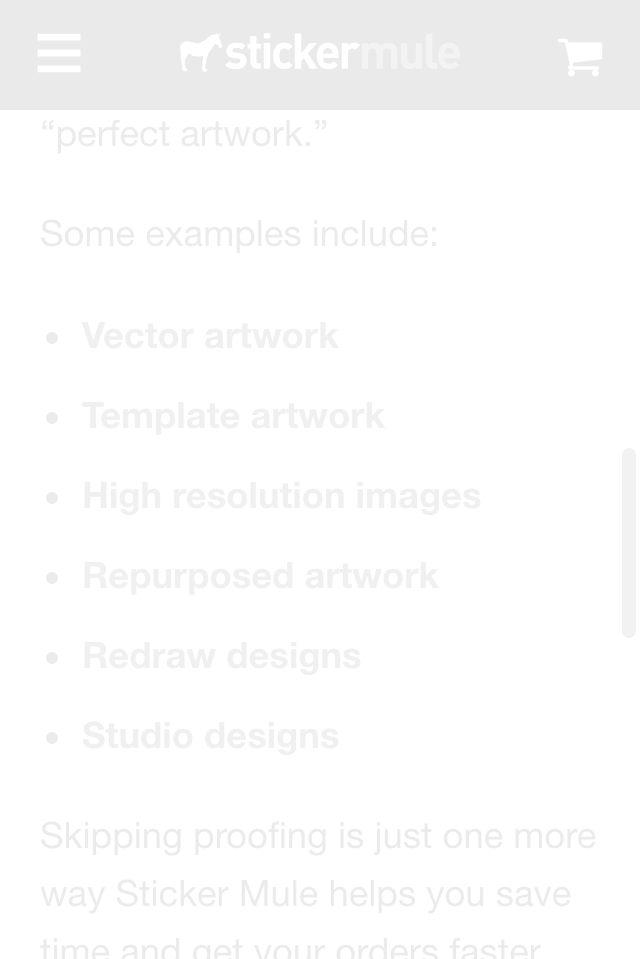 stickermule
“perfect artwork.”
Some examples include:
• Vector artwork
• Template artwork
• High resolution images
• Repurposed artwork
• Redraw designs
• Studio designs
Skipping proofing is just one more
way Sticker Mule helps you save
time and get your orders faster